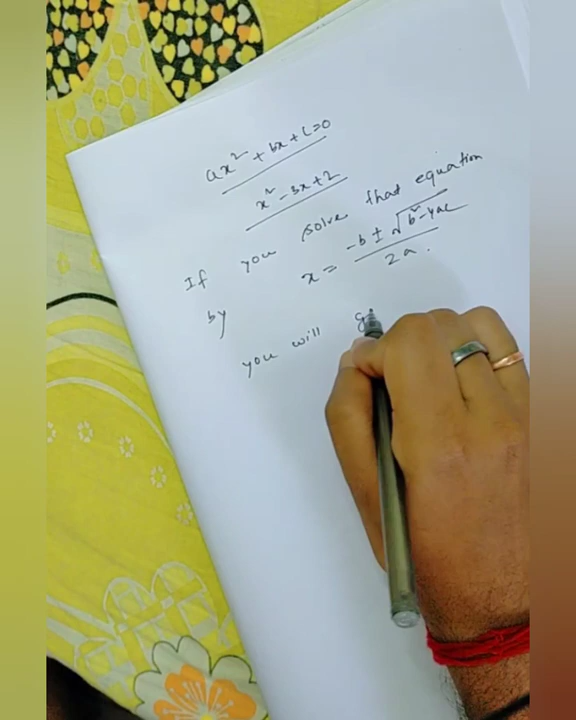 ax² + bx + c = 0
x² - 3x + 2
If you solve that equation
by x = -b ± √b²-4ac / 2a.
you will g